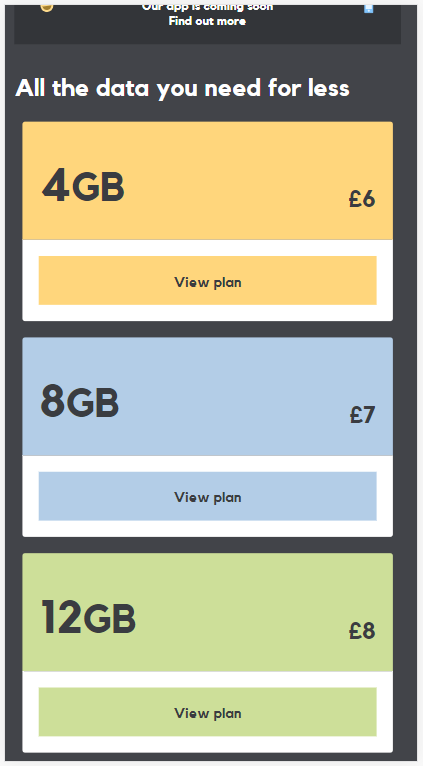 Our app is coming soon
Find out more
All the data you need for less
4GB
£6
View plan
8GB
£7
View plan
12GB
£8
View plan